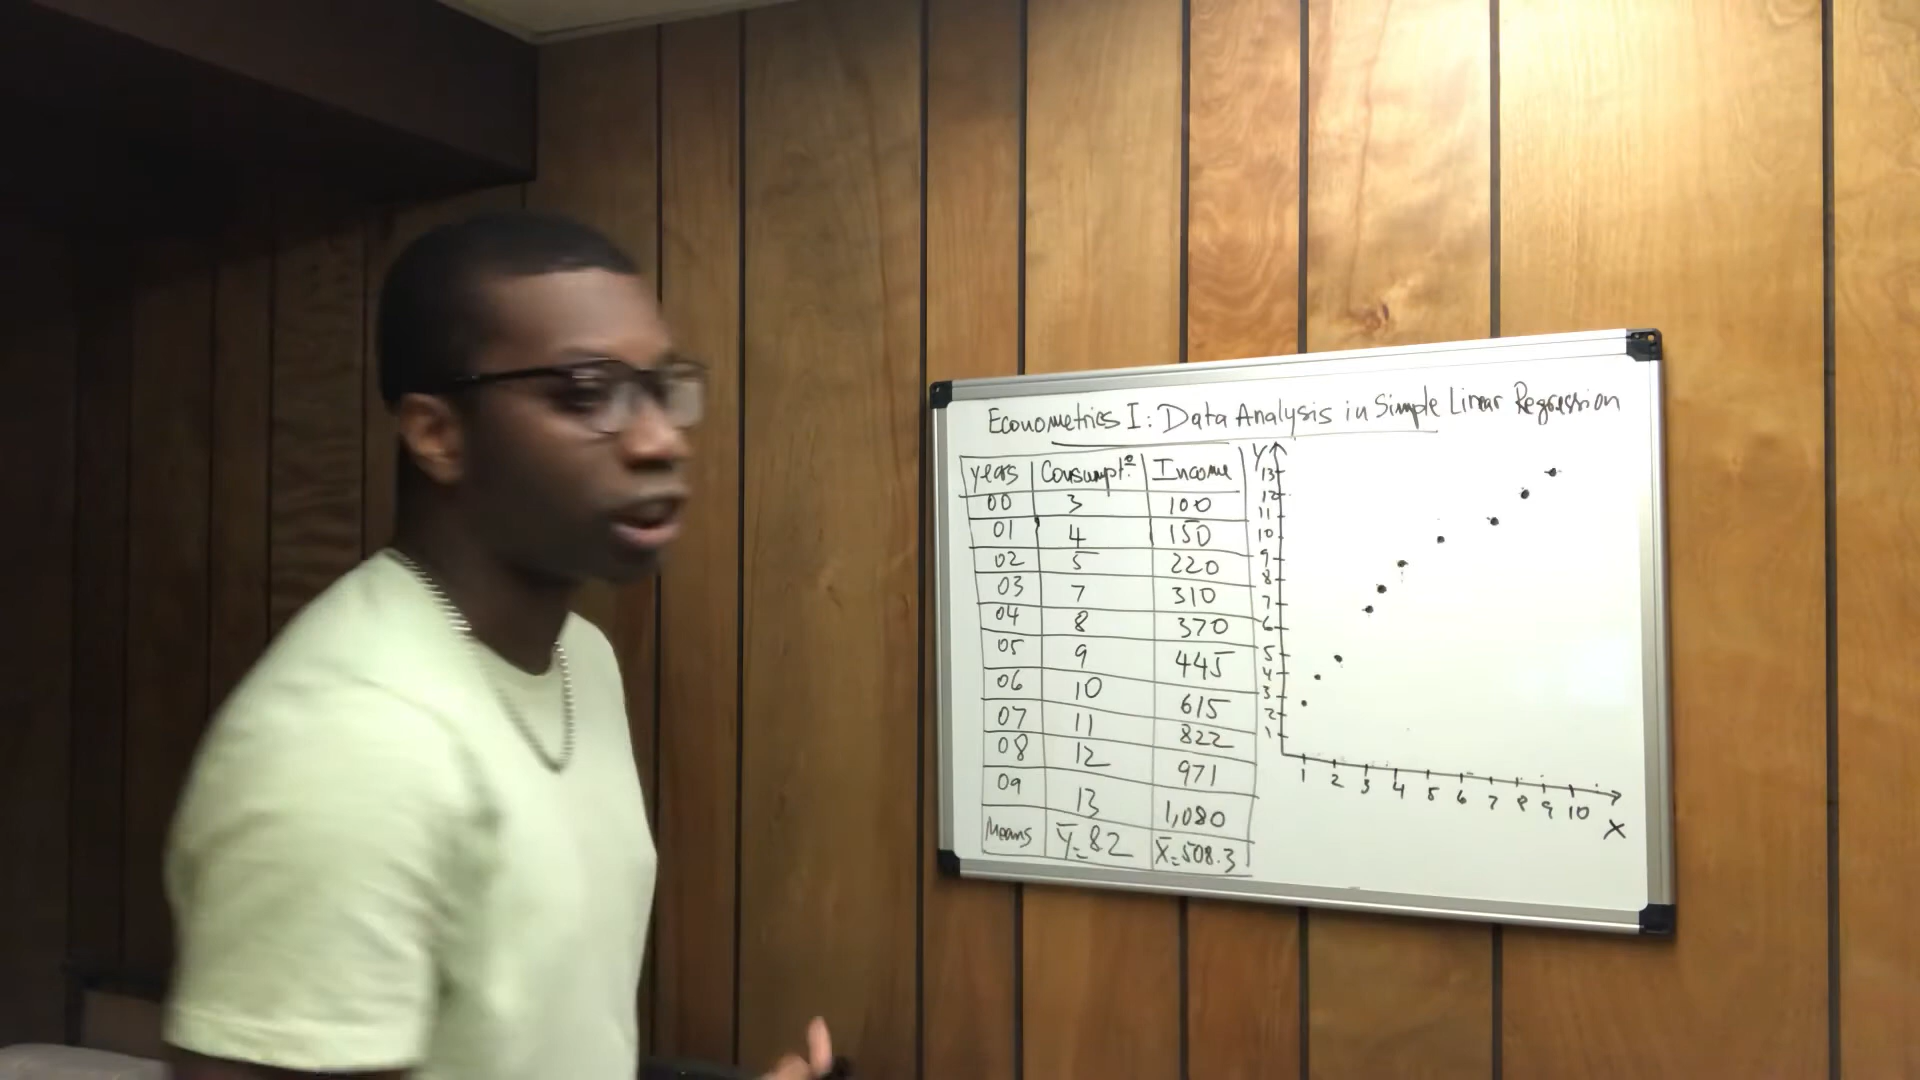 Econometrics I: Data Analysis in Simple Linear Regression
years Consumpt⁰ Income
00 3 100
01 4 150
02 5 220
03 7 310
04 8 370
05 9 445
06 10 615
07 11 822
08 12 971
09 13 1,080
Means Y̅=82 X̅=508.3
Y
13
12
11
10
9
8
7
6
5
4
3
2
1
1 2 3 4 5 6 7 8 9 10
X